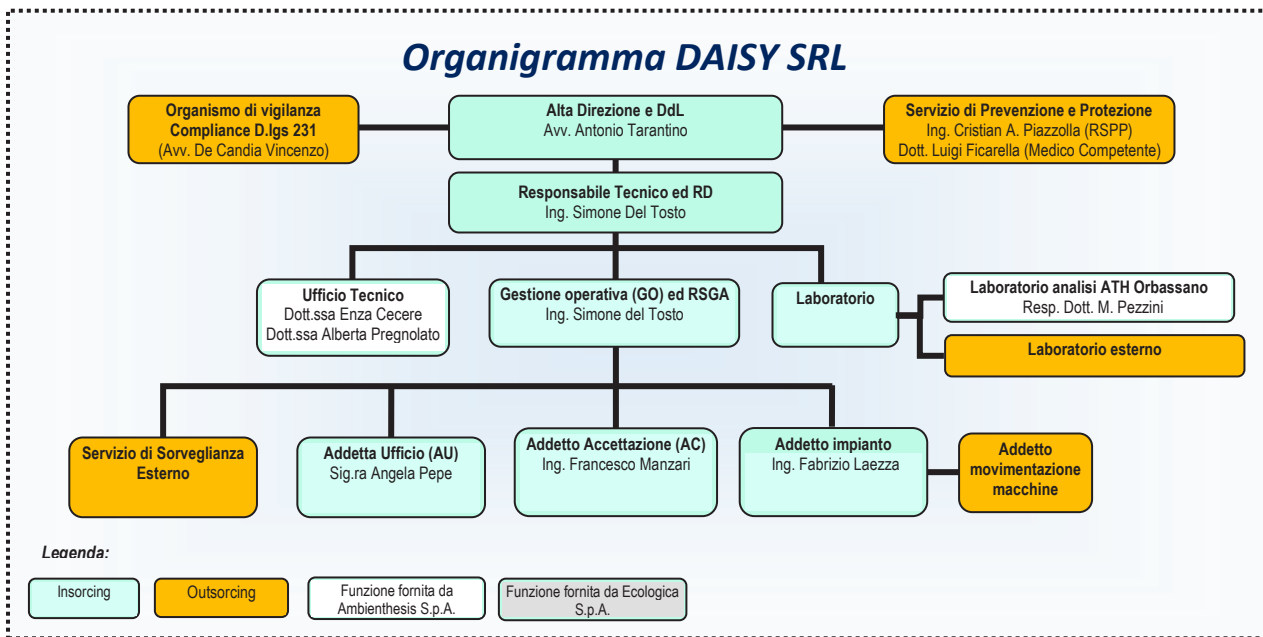 Organigramma DAISY SRL
Organismo di vigilanza
Compliance D.lgs 231
(Avv. De Candia Vincenzo)
Alta Direzione e DdL
Avv. Antonio Tarantino
Servizio di Prevenzione e Protezione
Ing. Cristian A. Piazzolla (RSPP)
Dott. Luigi Ficarella (Medico Competente)
Responsabile Tecnico ed RD
Ing. Simone Del Tosto
Ufficio Tecnico
Dott.ssa Enza Cecere
Dott.ssa Alberta Pregnolato
Gestione operativa (GO) ed RSGA
Ing. Simone del Tosto
Laboratorio
Laboratorio analisi ATH Orbassano
Resp. Dott. M. Pezzini
Laboratorio esterno
Servizio di Sorveglianza
Esterno
Addetta Ufficio (AU)
Sig.ra Angela Pepe
Addetto Accettazione (AC)
Ing. Francesco Manzari
Addetto impianto
Ing. Fabrizio Laezza
Addetto
movimentazione
macchine
Legenda:
Insorcing
Outsorcing
Funzione fornita da
Ambienthesis S.p.A.
Funzione fornita da Ecologica
S.p.A.